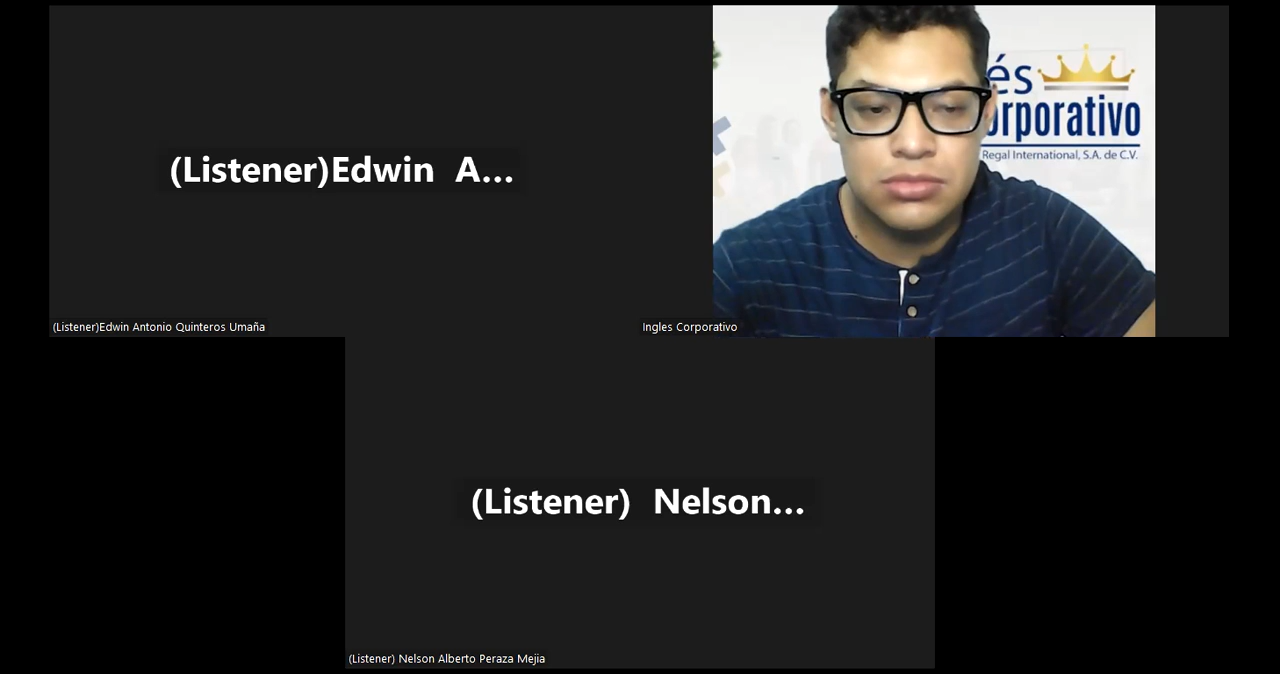 (Listener)Edwin A...
(Listener)Edwin Antonio Quinteros Umaña
és
orporativo
Regal International, S.A. de C.V.
Ingles Corporativo
(Listener) Nelson...
(Listener) Nelson Alberto Peraza Mejia